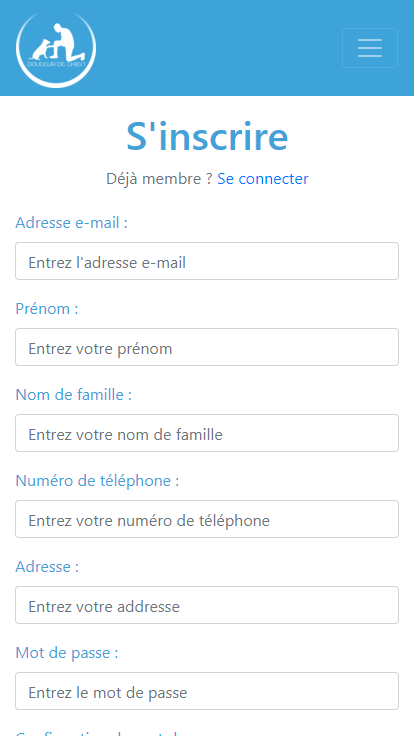 DOUCEUR DE CHIEN
S'inscrire
Déjà membre ? Se connecter
Adresse e-mail :
Entrez l'adresse e-mail
Prénom :
Entrez votre prénom
Nom de famille :
Entrez votre nom de famille
Numéro de téléphone :
Entrez votre numéro de téléphone
Adresse :
Entrez votre addresse
Mot de passe :
Entrez le mot de passe